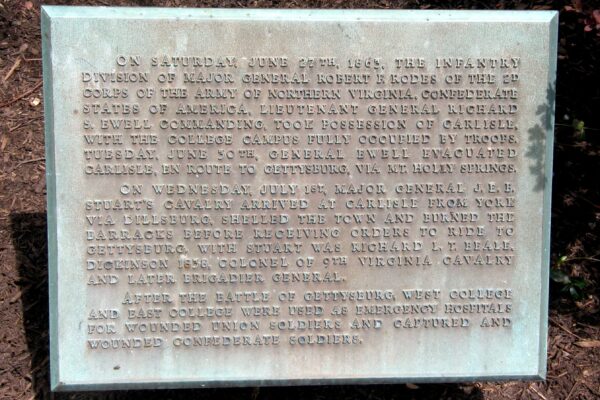 ON SATURDAY, JUNE 27TH, 1863, THE INFANTRY
DIVISION OF MAJOR GENERAL ROBERT P. RODES OF THE 2D
CORPS OF THE ARMY OF NORTHERN VIRGINIA, CONFEDERATE
STATES OF AMERICA, LIEUTENANT GENERAL RICHARD
S. EWELL COMMANDING, TOOK POSSESSION OF CARLISLE,
WITH THE COLLEGE CAMPUS FULLY OCCUPIED BY TROOPS.
TUESDAY, JUNE 30TH, GENERAL EWELL EVACUATED
CARLISLE, EN ROUTE TO GETTYSBURG, VIA MT. HOLLY SPRINGS.
ON WEDNESDAY, JULY 1ST, MAJOR GENERAL J. E. B.
STUART'S CAVALRY ARRIVED AT CARLISLE FROM YORK
VIA DILLSBURG, SHELLED THE TOWN AND BURNED THE
BARRACKS BEFORE RECEIVING ORDERS TO RIDE TO
GETTYSBURG. WITH STUART WAS RICHARD L. T. BEALE,
DICKINSON 1838, COLONEL OF 9TH VIRGINIA CAVALRY
AND LATER BRIGADIER GENERAL.
AFTER THE BATTLE OF GETTYSBURG, WEST COLLEGE
AND EAST COLLEGE WERE USED AS EMERGENCY HOSPITALS
FOR WOUNDED UNION SOLDIERS AND CAPTURED AND
WOUNDED CONFEDERATE SOLDIERS.